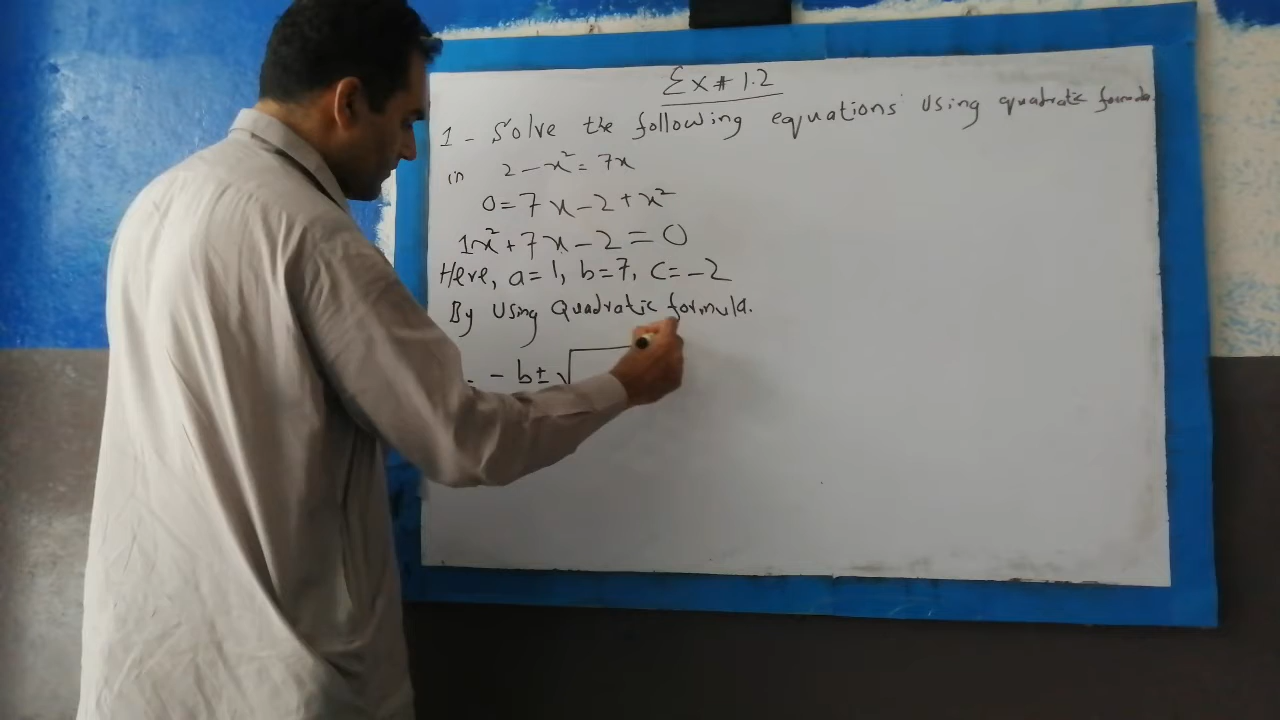 Ex # 1.2
1 - Solve the following equations using quadratic formula.
(i) 2 - x² = 7x
0 = 7x - 2 + x²
1x² + 7x - 2 = 0
Here, a = 1, b = 7, c = -2
By Using Quadratic formula.
- b ± √